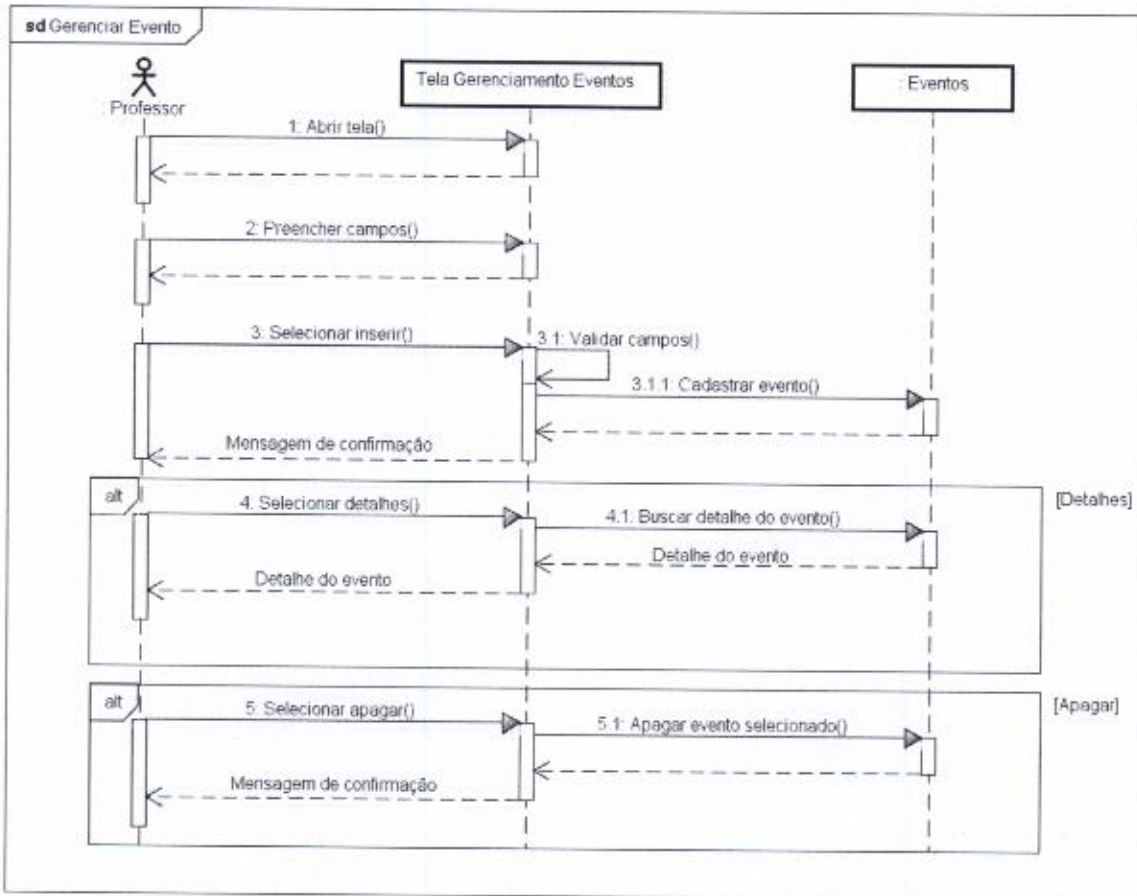 sd Gerenciar Evento
: Professor
Tela Gerenciamento Eventos
: Eventos
1: Abrir tela()
2: Preencher campos()
3: Selecionar inserir()
3.1: Validar campos()
3.1.1: Cadastrar evento()
Mensagem de confirmação
alt
[Detalhes]
4: Selecionar detalhes()
4.1: Buscar detalhe do evento()
Detalhe do evento
Detalhe do evento
alt
[Apagar]
5: Selecionar apagar()
5.1: Apagar evento selecionado()
Mensagem de confirmação